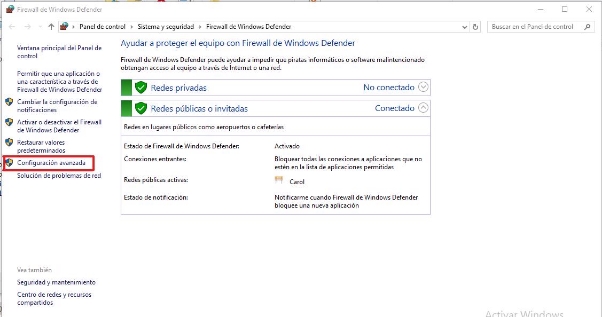 Firewall de Windows Defender
Panel de control > Sistema y seguridad > Firewall de Windows Defender
Buscar en el Panel de control
Ventana principal del Panel de
control
Permitir que una aplicación o
una característica a través de
Firewall de Windows Defender
Cambiar la configuración de
notificaciones
Activar o desactivar el Firewall
de Windows Defender
Restaurar valores
predeterminados
Configuración avanzada
Solución de problemas de red
Ayudar a proteger el equipo con Firewall de Windows Defender
Firewall de Windows Defender puede ayudar a impedir que piratas informáticos o software malintencionado
obtengan acceso al equipo a través de Internet o una red.
Redes privadas No conectado
Redes públicas o invitadas Conectado
Redes en lugares públicos como aeropuertos o cafeterías
Estado de Firewall de Windows Defender: Activado
Conexiones entrantes: Bloquear todas las conexiones a aplicaciones que no
estén en la lista de aplicaciones permitidas
Redes públicas activas: Carol
Estado de notificación: Notificarme cuando Firewall de Windows Defender
bloquee una nueva aplicación
Vea también
Seguridad y mantenimiento
Centro de redes y recursos
compartidos
Activar Windows